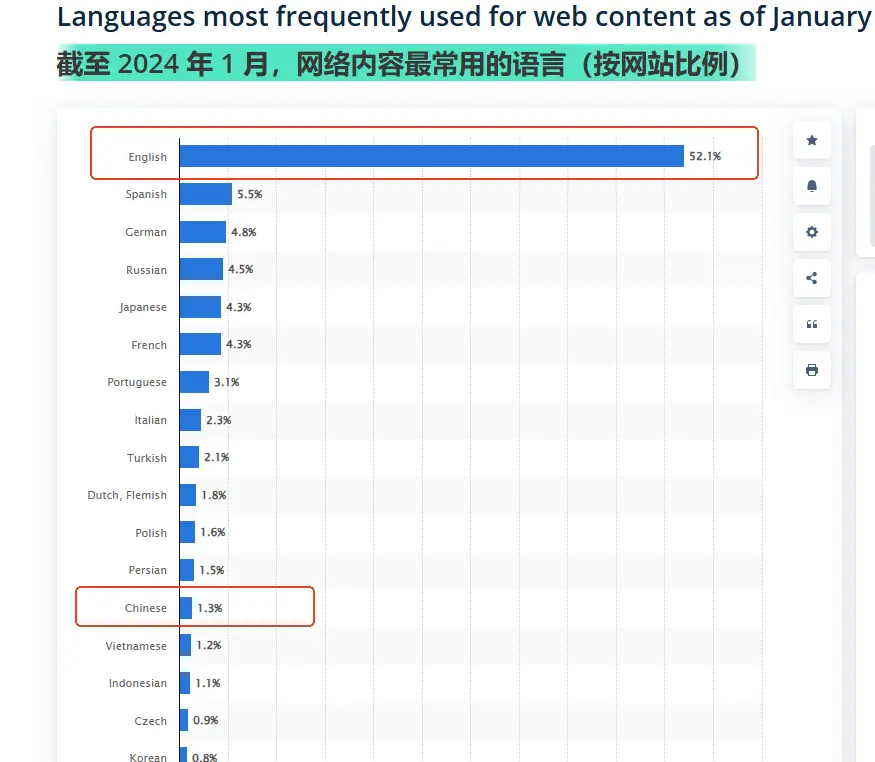 Languages most frequently used for web content as of January
截至 2024 年 1 月，网络内容最常用的语言（按网站比例）
English 52.1%
Spanish 5.5%
German 4.8%
Russian 4.5%
Japanese 4.3%
French 4.3%
Portuguese 3.1%
Italian 2.3%
Turkish 2.1%
Dutch, Flemish 1.8%
Polish 1.6%
Persian 1.5%
Chinese 1.3%
Vietnamese 1.2%
Indonesian 1.1%
Czech 0.9%
Korean 0.8%